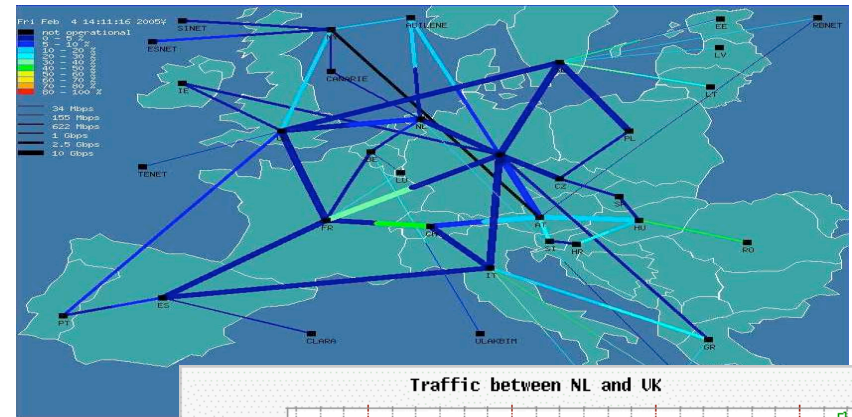 Fri Feb 4 14:11:16 2005
not operational
0 - 5 %
5 - 10 %
10 - 20 %
20 - 30 %
30 - 40 %
40 - 50 %
50 - 60 %
60 - 70 %
70 - 80 %
80 - 100 %
34 Mbps
155 Mbps
622 Mbps
1 Gbps
2.5 Gbps
10 Gbps
SINET
ESNET
NY
ABILENE
EE
RBNET
LV
CANARIE
IE
LT
NL
PL
BE
TENET
LU
CZ
SK
FR
CH
AT
HU
SI
HR
RO
IT
ES
PT
CLARA
ULAKBIM
GR
Traffic between NL and UK